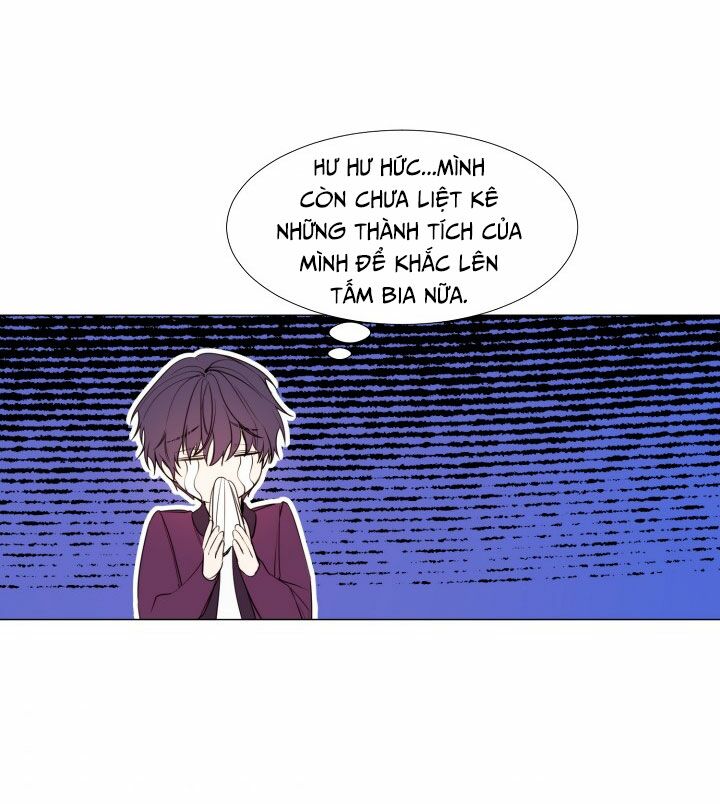 HƯ HƯ HỨC...MÌNH
CÒN CHƯA LIỆT KÊ
NHỮNG THÀNH TÍCH CỦA
MÌNH ĐỂ KHẮC LÊN
TẤM BIA NỮA.